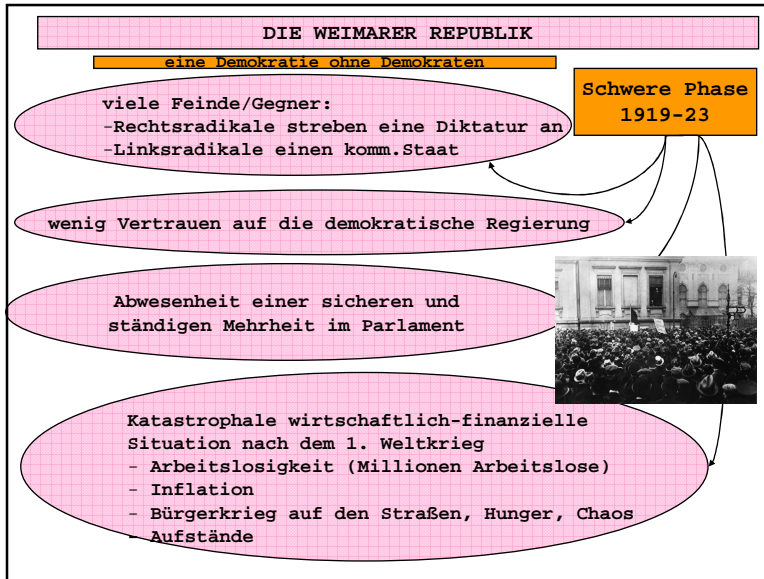 DIE WEIMARER REPUBLIK
eine Demokratie ohne Demokraten
Schwere Phase
1919-23
viele Feinde/Gegner:
-Rechtsradikale streben eine Diktatur an
-Linksradikale einen komm.Staat
wenig Vertrauen auf die demokratische Regierung
Abwesenheit einer sicheren und
ständigen Mehrheit im Parlament
Katastrophale wirtschaftlich-finanzielle
Situation nach dem 1. Weltkrieg
- Arbeitslosigkeit (Millionen Arbeitslose)
- Inflation
- Bürgerkrieg auf den Straßen, Hunger, Chaos
- Aufstände